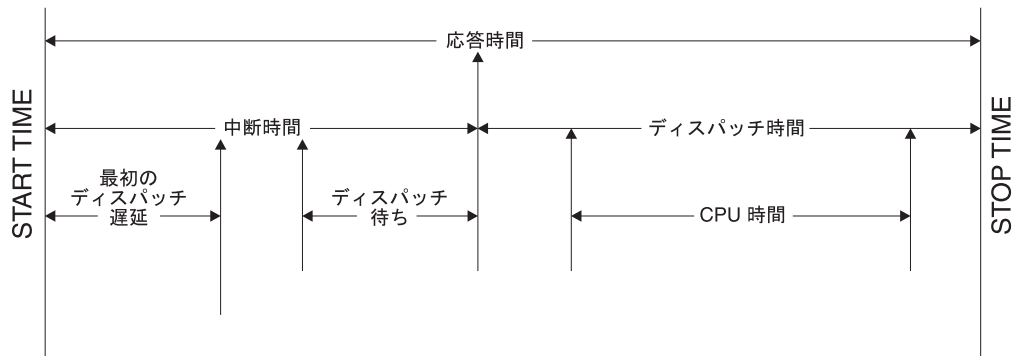 応答時間
START TIME
中断時間
ディスパッチ時間
STOP TIME
最初の
ディスパッチ
遅延
ディスパッチ
待ち
CPU 時間